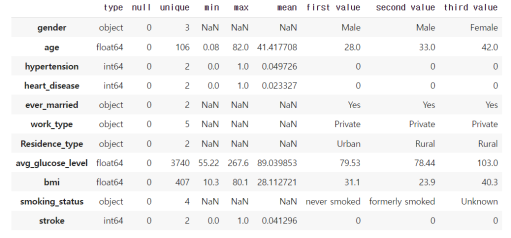 type null unique min max mean first value second value third value
gender object 0 3 NaN NaN NaN Male Male Female
age float64 0 106 0.08 82.0 41.417708 28.0 33.0 42.0
hypertension int64 0 2 0.0 1.0 0.049726 0 0 0
heart_disease int64 0 2 0.0 1.0 0.023327 0 0 0
ever_married object 0 2 NaN NaN NaN Yes Yes Yes
work_type object 0 5 NaN NaN NaN Private Private Private
Residence_type object 0 2 NaN NaN NaN Urban Rural Rural
avg_glucose_level float64 0 3740 55.22 267.6 89.039853 79.53 78.44 103.0
bmi float64 0 407 10.3 80.1 28.112721 31.1 23.9 40.3
smoking_status object 0 4 NaN NaN NaN never smoked formerly smoked Unknown
stroke int64 0 2 0.0 1.0 0.041296 0 0 0